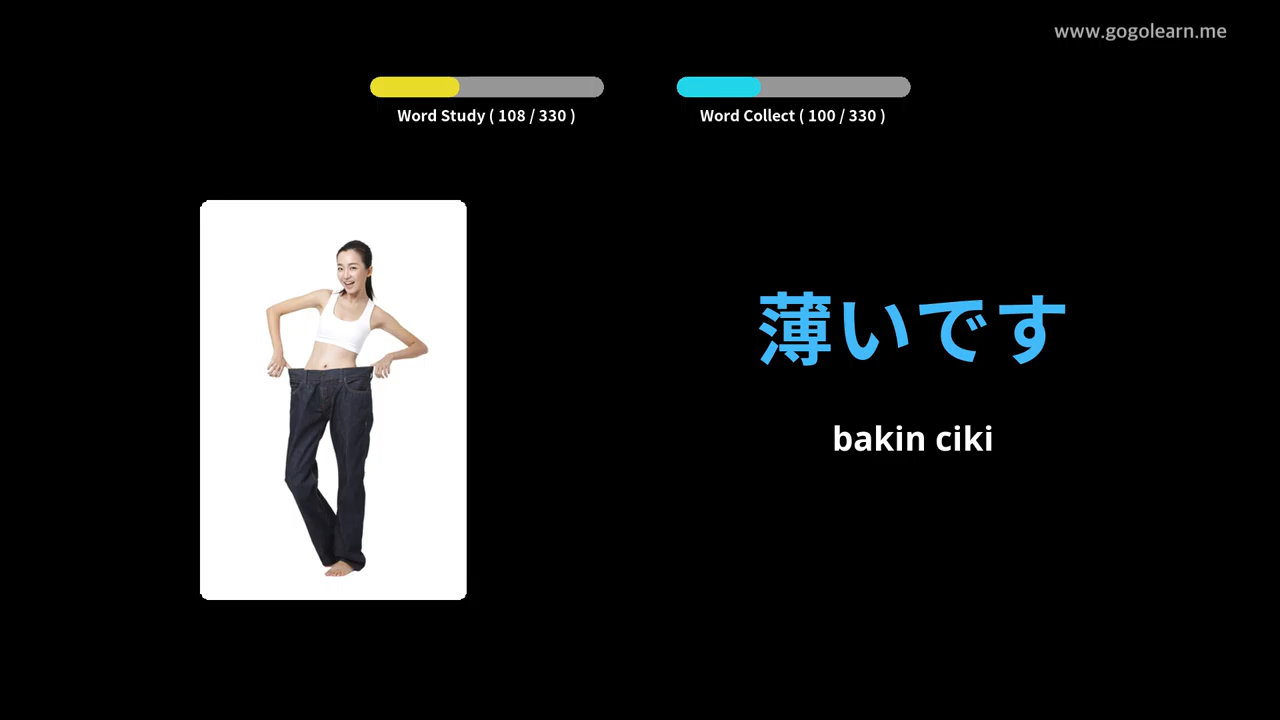 www.gogolearn.me
Word Study ( 108 / 330 )
Word Collect ( 100 / 330 )
薄いです
bakin ciki